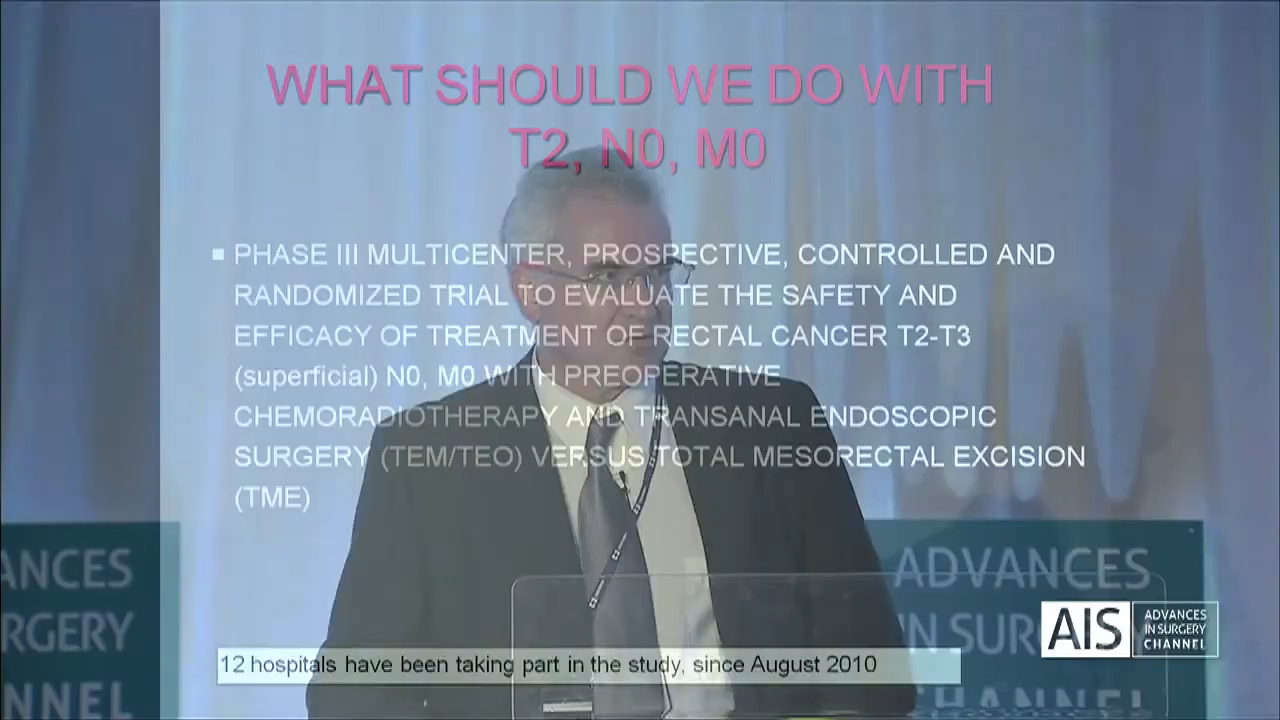 WHAT SHOULD WE DO WITH
T2, N0, M0
PHASE III MULTICENTER, PROSPECTIVE, CONTROLLED AND
RANDOMIZED TRIAL TO EVALUATE THE SAFETY AND
EFFICACY OF TREATMENT OF RECTAL CANCER T2-T3
(superficial) N0, M0 WITH PREOPERATIVE
CHEMORADIOTHERAPY AND TRANSANAL ENDOSCOPIC
SURGERY (TEM/TEO) VERSUS TOTAL MESORECTAL EXCISION
(TME)
ANCES
RGERY
NNEL
ADVANCES
IN SUR
CHANNEL
12 hospitals have been taking part in the study, since August 2010
AIS
ADVANCES
IN SURGERY
CHANNEL